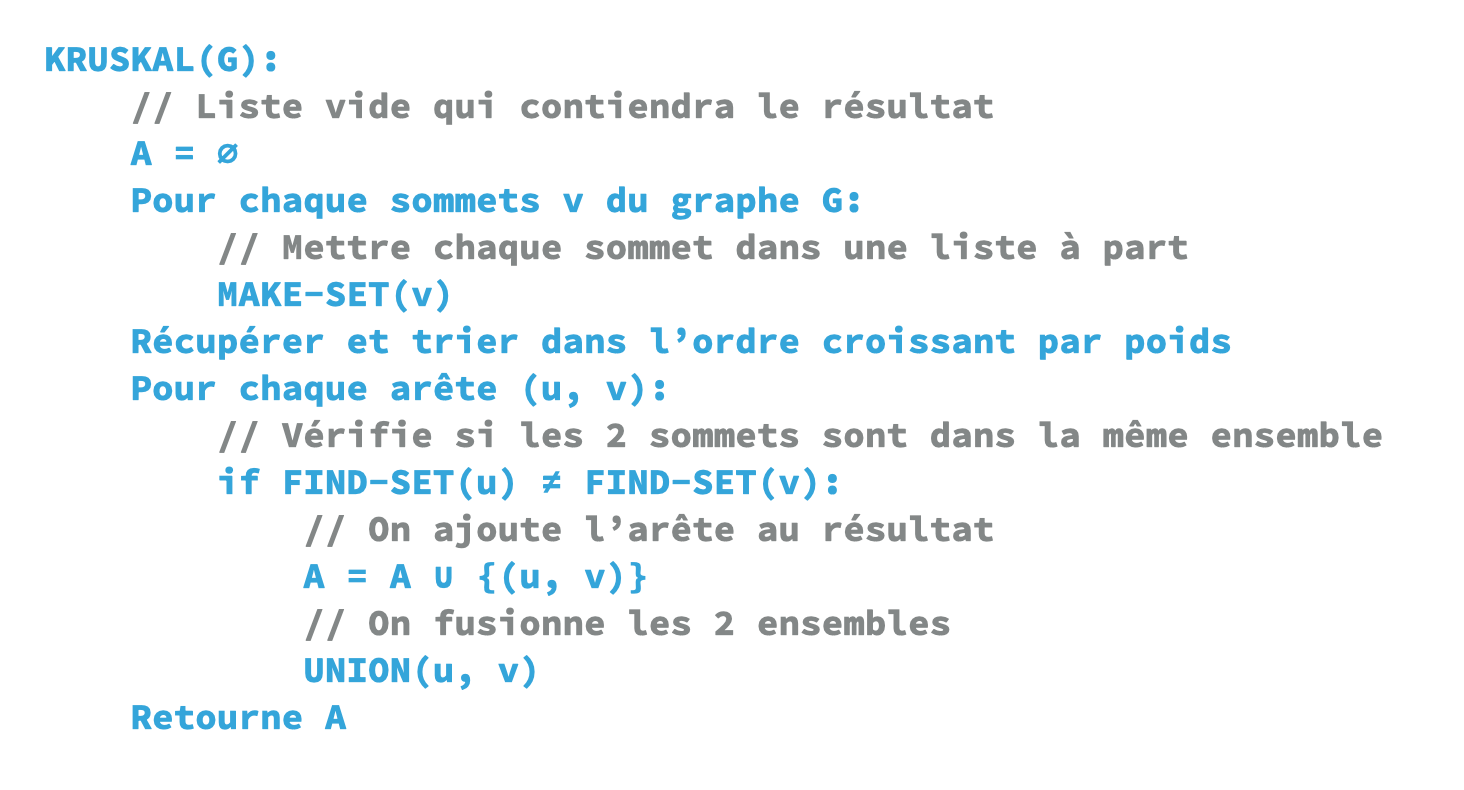 KRUSKAL(G):
// Liste vide qui contiendra le résultat
A = ∅
Pour chaque sommets v du graphe G:
// Mettre chaque sommet dans une liste à part
MAKE-SET(v)
Récupérer et trier dans l’ordre croissant par poids
Pour chaque arête (u, v):
// Vérifie si les 2 sommets sont dans la même ensemble
if FIND-SET(u) ≠ FIND-SET(v):
// On ajoute l’arête au résultat
A = A ∪ {(u, v)}
// On fusionne les 2 ensembles
UNION(u, v)
Retourne A